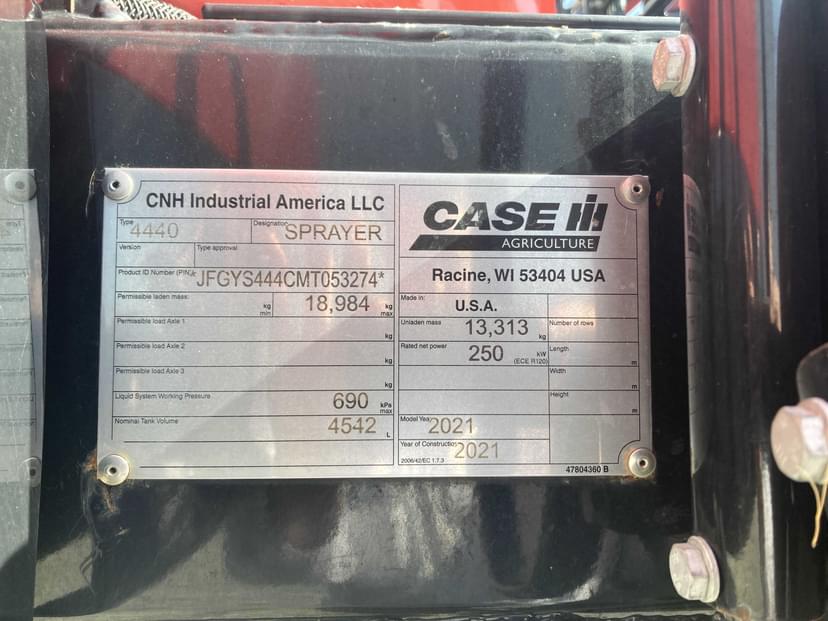 CNH Industrial America LLC
Type
4440
Designation
SPRAYER
Version
Type approval
Product ID Number (PIN)
*JFGYS444CMT053274*
Permissible laden mass:
kg
min
18,984
kg
max
Permissible load Axle 1
kg
Permissible load Axle 2
kg
Permissible load Axle 3
kg
Liquid System Working Pressure
690
kPa
max
Nominal Tank Volume
4542
L
CASE IH
AGRICULTURE
Racine, WI 53404 USA
Made in:
U.S.A.
Unladen mass
13,313
kg
Number of rows
Rated net power
250
kW
(ECE R120)
Length
m
Width
m
Height
m
Model Year
2021
Year of Construction
2021
2006/42/EC 1.7.3
47804360 B